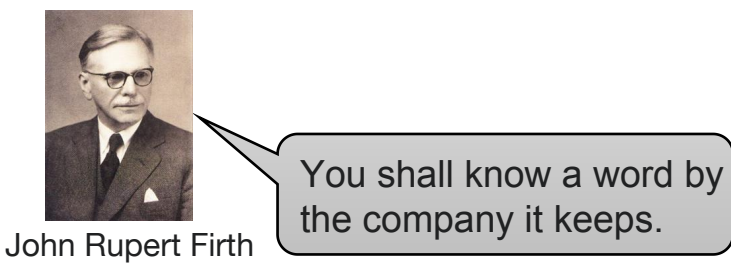 You shall know a word by
the company it keeps.
John Rupert Firth